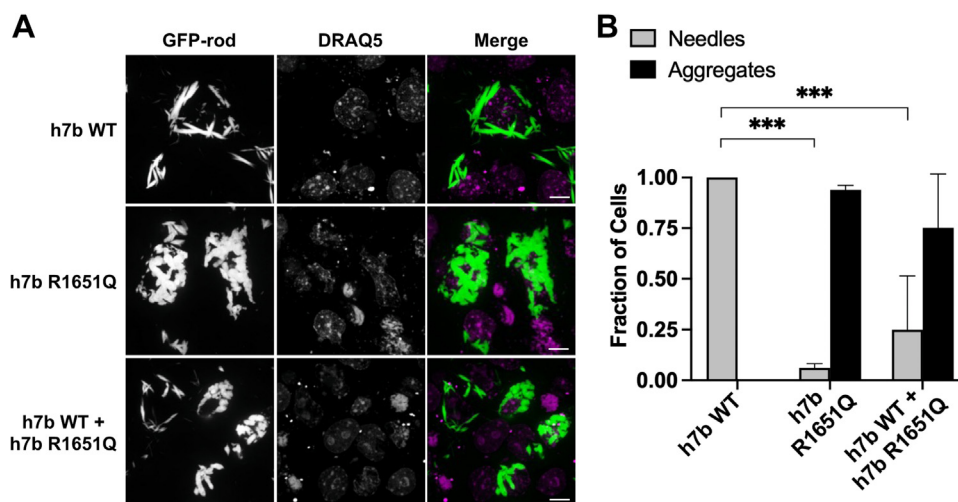 A
GFP-rod
DRAQ5
Merge
h7b WT
h7b R1651Q
h7b WT +
h7b R1651Q
B
Needles
Aggregates
***
***
Fraction of Cells
1.00
0.75
0.50
0.25
0.00
h7b WT
h7b
R1651Q
h7b WT +
h7b R1651Q